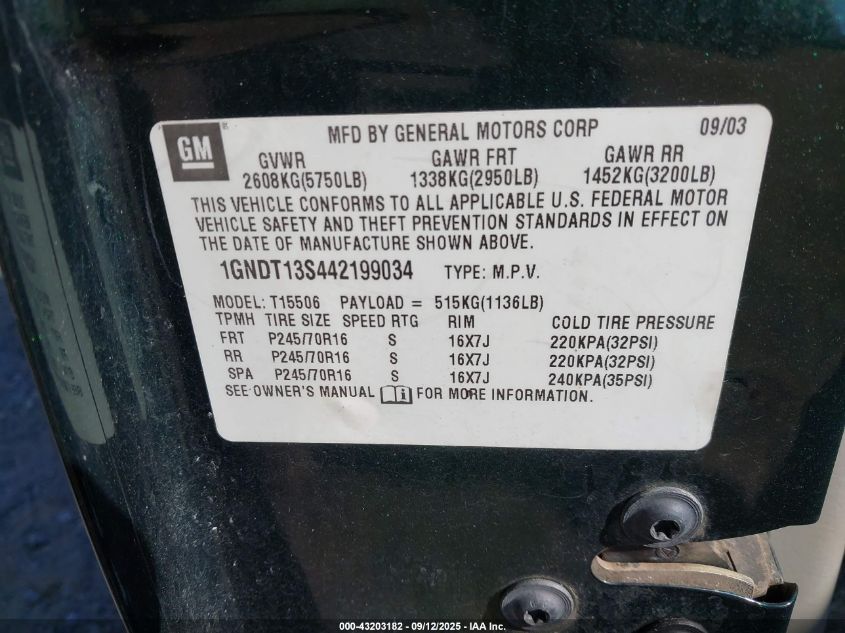 GM
MFD BY GENERAL MOTORS CORP 09/03
GVWR GAWR FRT GAWR RR
2608KG(5750LB) 1338KG(2950LB) 1452KG(3200LB)
THIS VEHICLE CONFORMS TO ALL APPLICABLE U.S. FEDERAL MOTOR
VEHICLE SAFETY AND THEFT PREVENTION STANDARDS IN EFFECT ON
THE DATE OF MANUFACTURE SHOWN ABOVE.
1GNDT13S442199034 TYPE: M.P.V.
MODEL: T15506 PAYLOAD = 515KG(1136LB)
TPMH TIRE SIZE SPEED RTG RIM COLD TIRE PRESSURE
FRT P245/70R16 S 16X7J 220KPA(32PSI)
RR P245/70R16 S 16X7J 220KPA(32PSI)
SPA P245/70R16 S 16X7J 240KPA(35PSI)
SEE OWNER'S MANUAL FOR MORE INFORMATION.
000-43203182 - 09/12/2025 - IAA Inc.